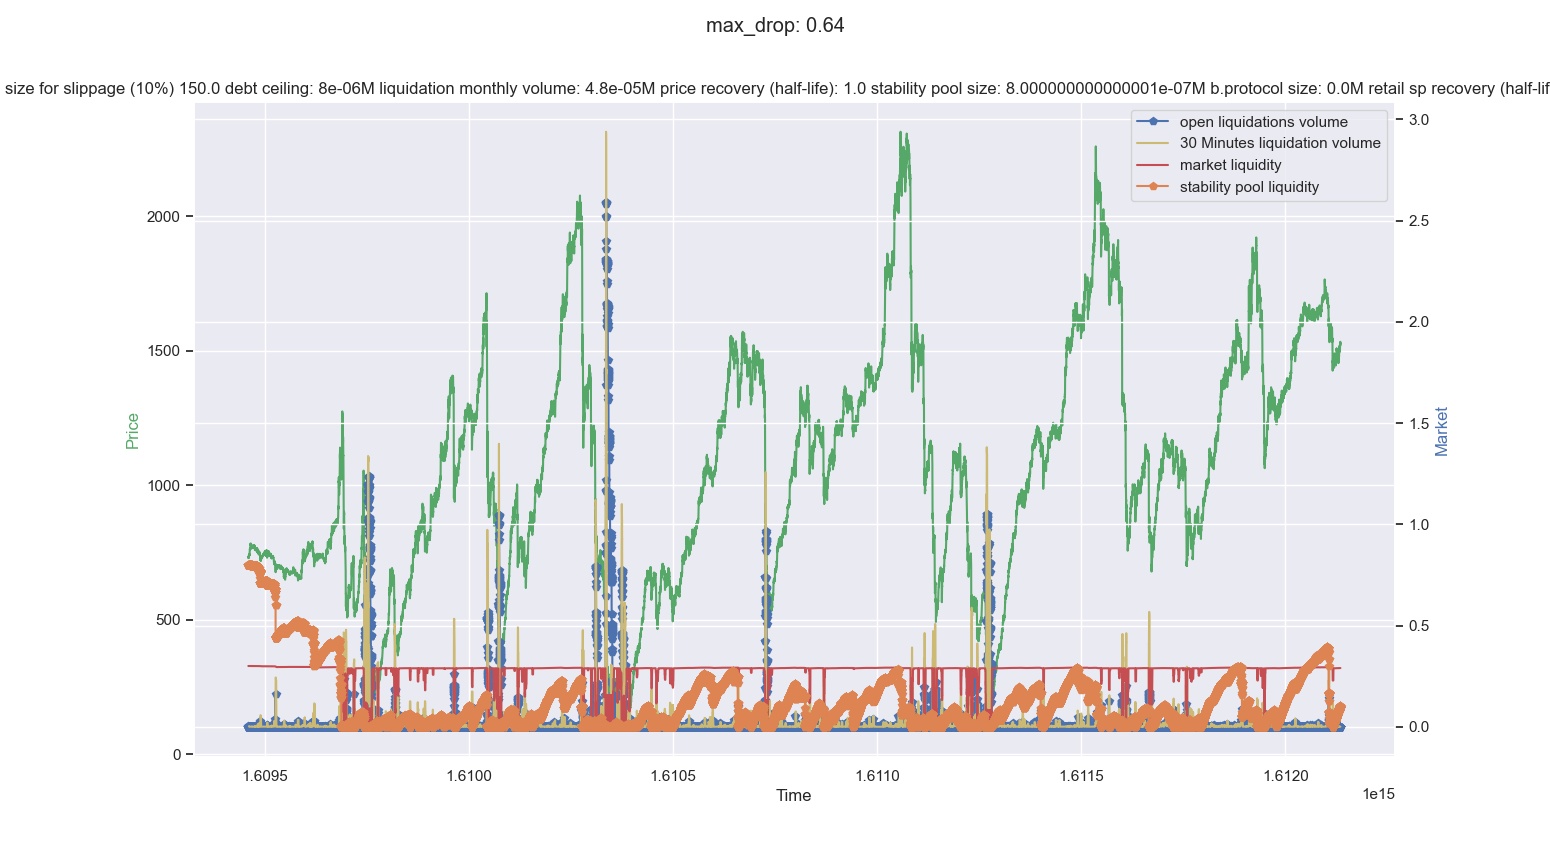 max_drop: 0.64
size for slippage (10%) 150.0 debt ceiling: 8e-06M liquidation monthly volume: 4.8e-05M price recovery (half-life): 1.0 stability pool size: 8.000000000000001e-07M b.protocol size: 0.0M retail sp recovery (half-lif
open liquidations volume
30 Minutes liquidation volume
market liquidity
stability pool liquidity
Price
2000
1500
1000
500
0
3.0
2.5
2.0
1.5
1.0
0.5
0.0
Market
1.6095 1.6100 1.6105 1.6110 1.6115 1.6120
1e15
Time